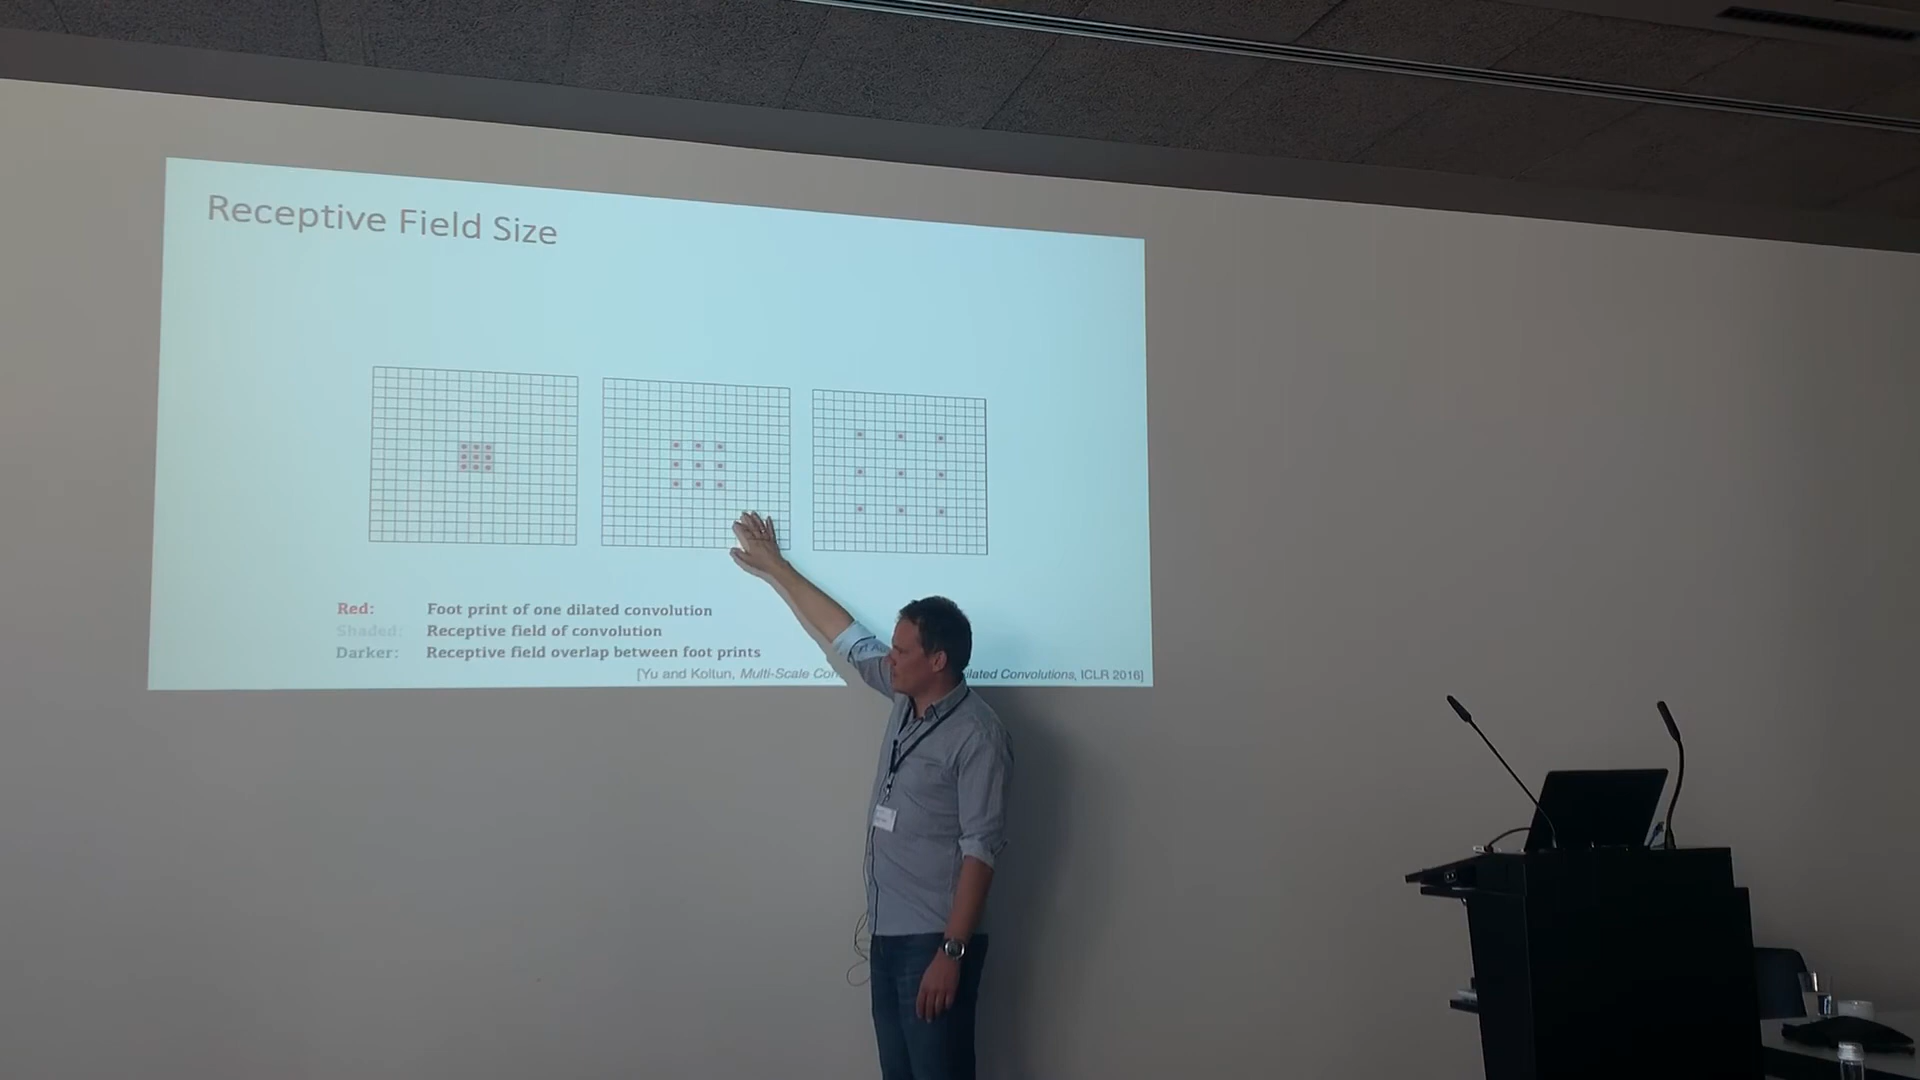 Receptive Field Size
Red: Foot print of one dilated convolution
Shaded: Receptive field of convolution
Darker: Receptive field overlap between foot prints
[Yu and Koltun, Multi-Scale Con ilated Convolutions, ICLR 2016]